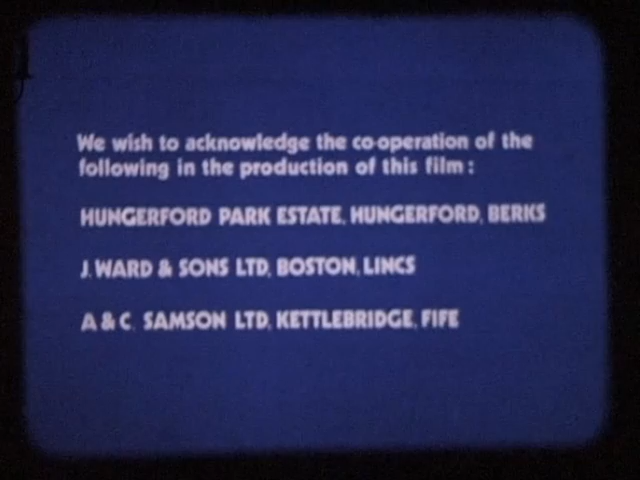 We wish to acknowledge the co-operation of the
following in the production of this film :
HUNGERFORD PARK ESTATE, HUNGERFORD, BERKS
J. WARD & SONS LTD, BOSTON, LINCS
A & C. SAMSON LTD, KETTLEBRIDGE, FIFE